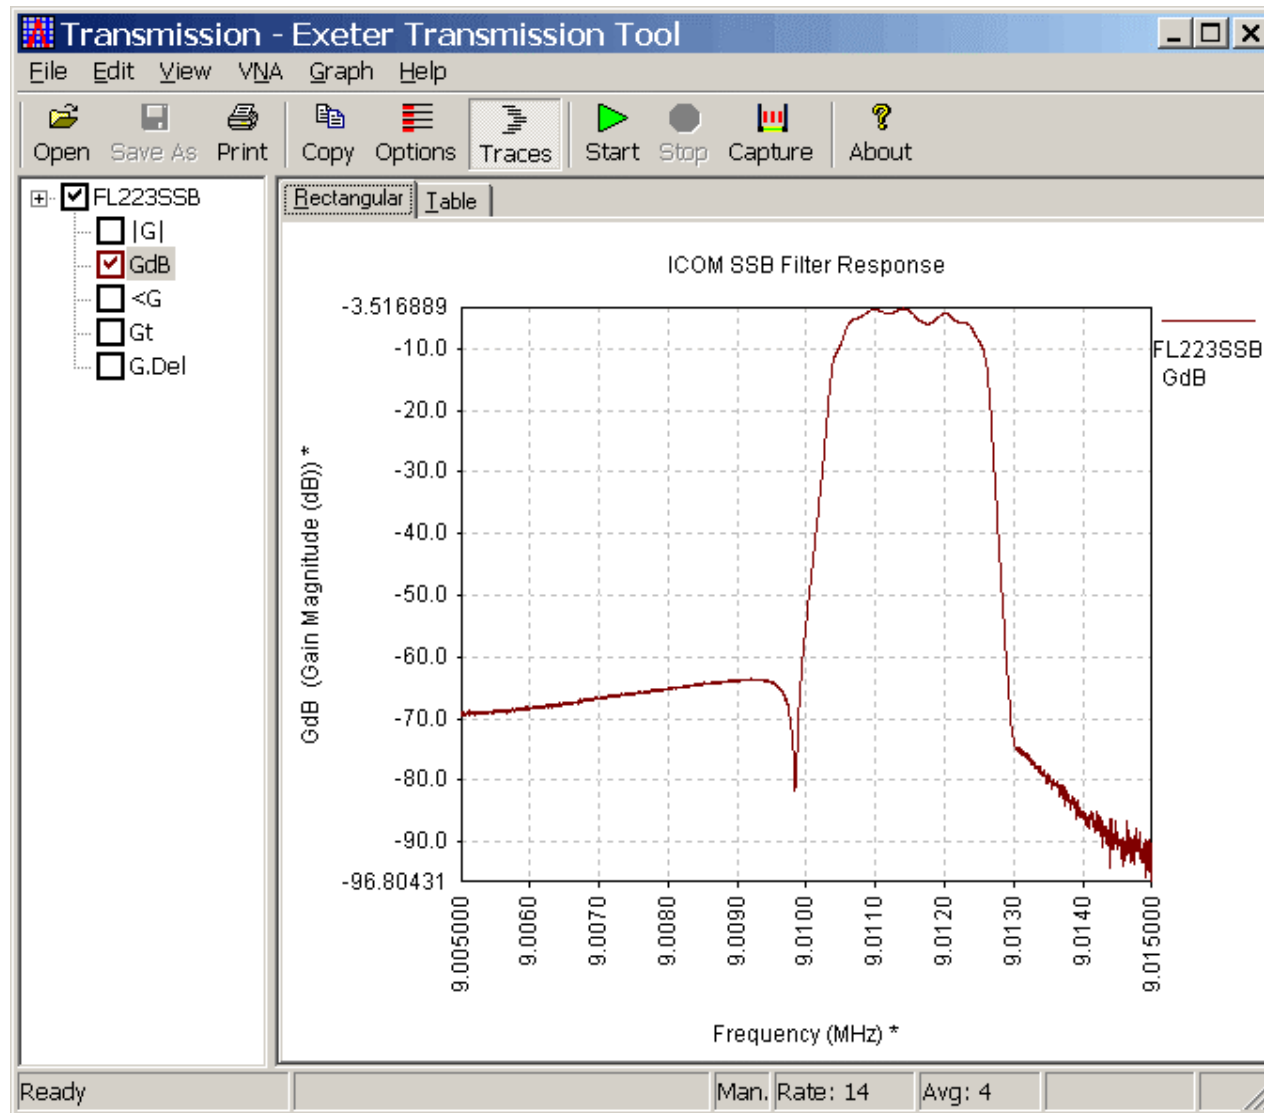 Transmission - Exeter Transmission Tool
File Edit View VNA Graph Help
Open Save As Print Copy Options Traces Start Stop Capture About
FL223SSB
|G|
GdB
<G
Gt
G.Del
Rectangular Table
ICOM SSB Filter Response
-3.516889
-10.0
-20.0
-30.0
-40.0
-50.0
-60.0
-70.0
-80.0
-90.0
-96.80431
GdB (Gain Magnitude (dB)) *
9.005000 9.0060 9.0070 9.0080 9.0090 9.0100 9.0110 9.0120 9.0130 9.0140 9.015000
Frequency (MHz) *
FL223SSB
GdB
Ready Man. Rate: 14 Avg: 4